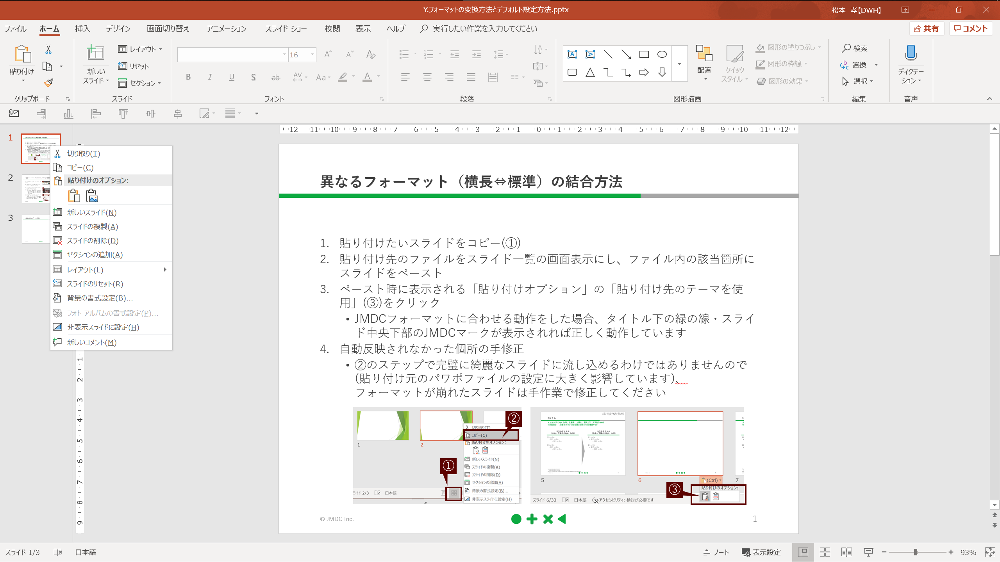 Y.フォーマットの変換方法とデフォルト設定方法.pptx
松本 孝【DWH】
ファイル ホーム 挿入 デザイン 画面切り替え アニメーション スライド ショー 校閲 表示 ヘルプ 実行したい作業を入力してください
共有 コメント
貼り付け
新しい
スライド
レイアウト
リセット
セクション
16
クイック
スタイル
配置
図形の塗りつぶし
図形の枠線
図形の効果
検索
置換
選択
ディクテー
ション
クリップボード スライド フォント 段落 図形描画 編集 音声
12 11 10 9 8 7 6 5 4 3 2 1 0 1 2 3 4 5 6 7 8 9 10 11 12
1
2
3
切り取り(T)
コピー(C)
貼り付けのオプション:
新しいスライド(N)
スライドの複製(A)
スライドの削除(D)
セクションの追加(A)
レイアウト(L)
スライドのリセット(R)
背景の書式設定(B)...
フォト アルバムの書式設定(P)...
非表示スライドに設定(H)
新しいコメント(M)
1
2
3
4
5
6
7
8
9
異なるフォーマット（横長⇔標準）の結合方法
1. 貼り付けたいスライドをコピー(①)
2. 貼り付け先のファイルをスライド一覧の画面表示にし、ファイル内の該当箇所に
スライドをペースト
3. ペースト時に表示される「貼り付けオプション」の「貼り付け先のテーマを使
用」(③)をクリック
• JMDCフォーマットに合わせる動作をした場合、タイトル下の緑の線・スライ
ド中央下部のJMDCマークが表示されれば正しく動作しています
4. 自動反映されなかった個所の手修正
• ②のステップで完璧に綺麗なスライドに流し込めるわけではありませんので
(貼り付け元のパワポファイルの設定に大きく影響しています)、
フォーマットが崩れたスライドは手作業で修正してください
②
切り取り(T)
コピー(C)
貼り付けのオプション:
1 2
新しいスライド(N)
スライドの複製(A)
スライドの削除(D)
セクションの追加(A)
背景の書式設定(B)...
非表示スライドに設定(H)
①
ライド 2/3 日本語
6
2カラム
カラムタイトル
カラムタイトル
5 6 7
(Ctrl)
貼り付けのオプション:
③
スライド 6/33 日本語 アクセシビリティ: 検討が必要です
© JMDC Inc.
1
スライド 1/3 日本語
ノート 表示設定 93%